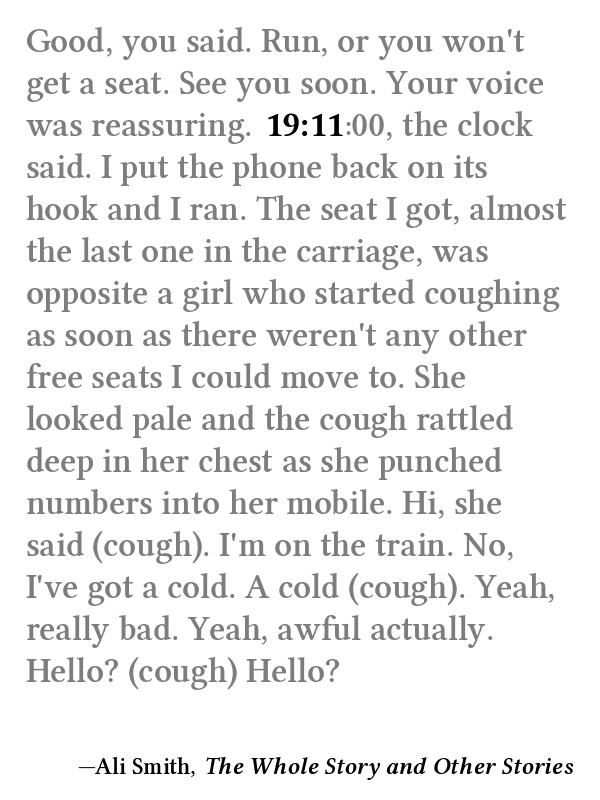 Good, you said. Run, or you won't
get a seat. See you soon. Your voice
was reassuring.  19:11:00, the clock
said. I put the phone back on its
hook and I ran. The seat I got, almost
the last one in the carriage, was
opposite a girl who started coughing
as soon as there weren't any other
free seats I could move to. She
looked pale and the cough rattled
deep in her chest as she punched
numbers into her mobile. Hi, she
said (cough). I'm on the train. No,
I've got a cold. A cold (cough). Yeah,
really bad. Yeah, awful actually.
Hello? (cough) Hello?
—Ali Smith, The Whole Story and Other Stories